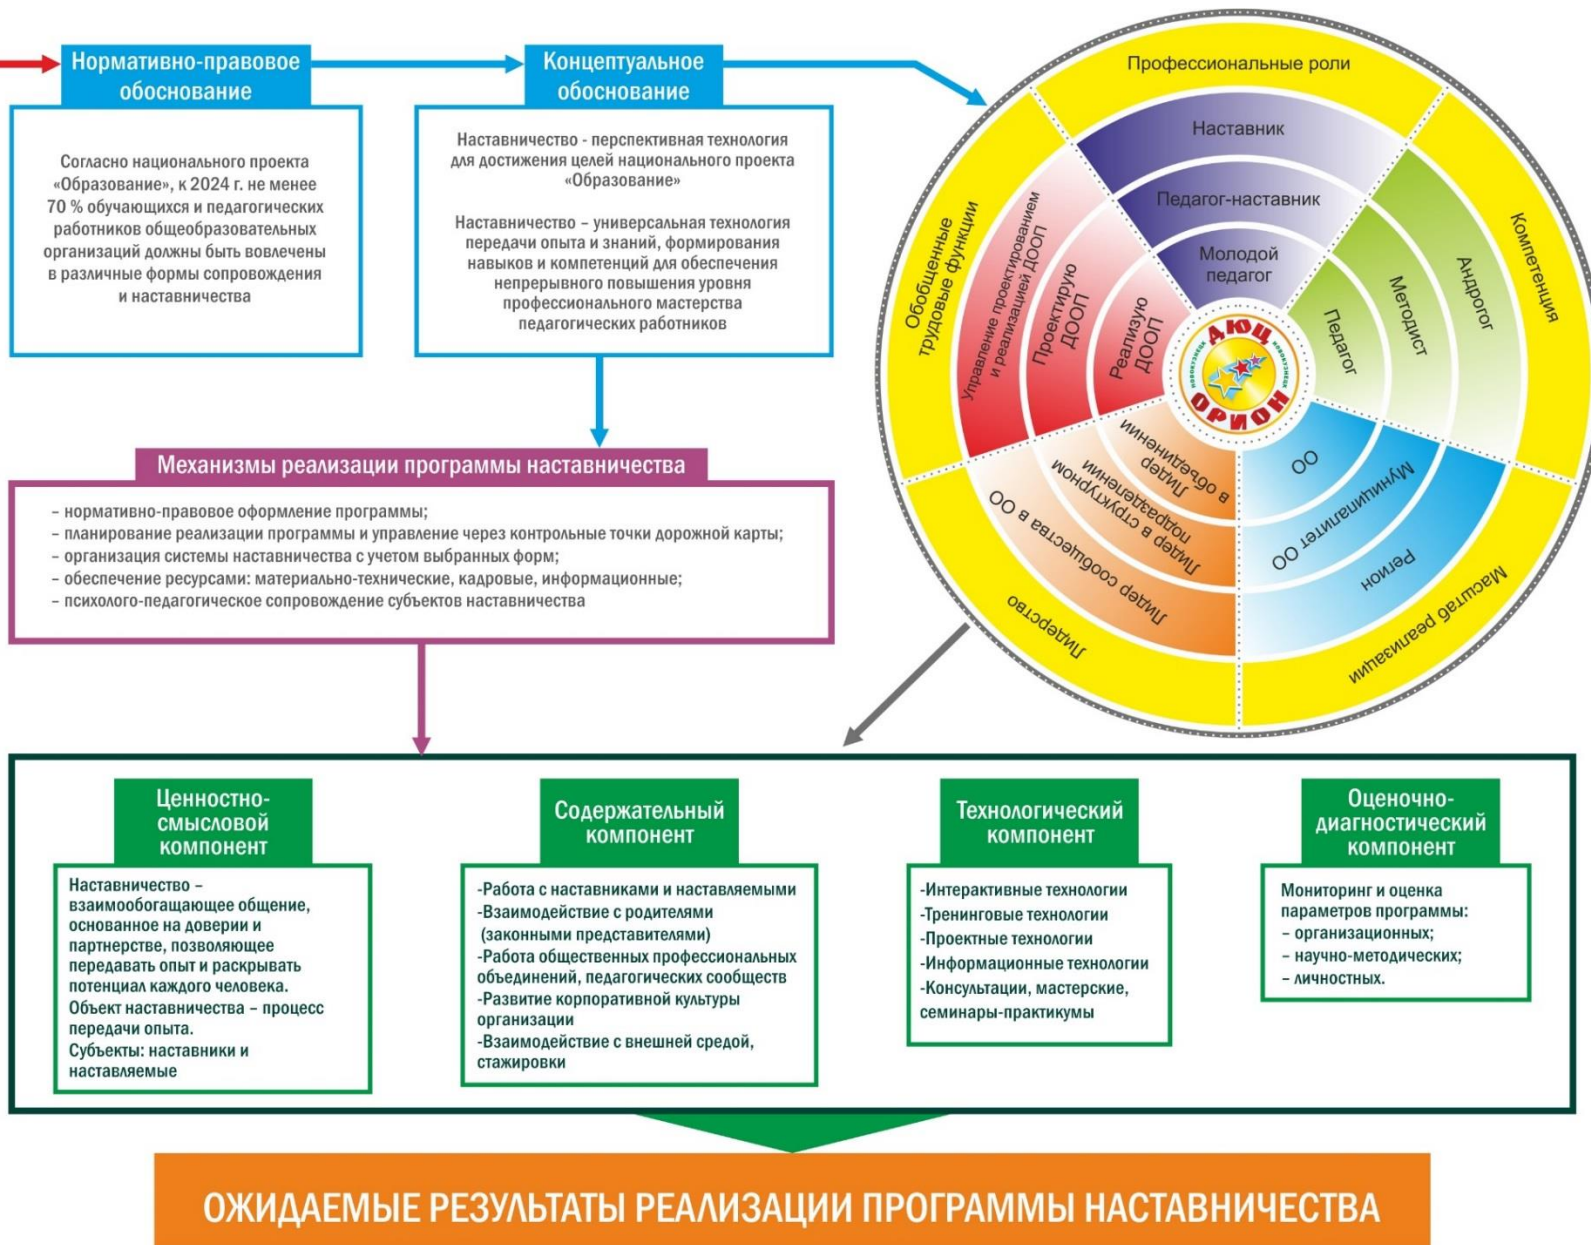 Нормативно-правовое
обоснование
Согласно национального проекта
«Образование», к 2024 г. не менее
70 % обучающихся и педагогических
работников общеобразовательных
организаций должны быть вовлечены
в различные формы сопровождения
и наставничества
Концептуальное
обоснование
Наставничество - перспективная технология
для достижения целей национального проекта
«Образование»
Наставничество – универсальная технология
передачи опыта и знаний, формирования
навыков и компетенций для обеспечения
непрерывного повышения уровня
профессионального мастерства
педагогических работников
Профессиональные роли
Наставник
Педагог-наставник
Молодой
педагог
Компетенция
Андрогог
Методист
Педагог
Масштаб реализации
Регион
Муниципалитет ОО
ОО
Лидерство
Лидер сообщества в ОО
Лидер в структурном
подразделении
Лидер
в объединении
Обобщенные
трудовые функции
Управление проектированием
и реализацией ДООП
Проектирую
ДООП
Реализую
ДООП
ДЮЦ
НОВОКУЗНЕЦК
НОВОКУЗНЕЦК
ОРИОН
Механизмы реализации программы наставничества
– нормативно-правовое оформление программы;
– планирование реализации программы и управление через контрольные точки дорожной карты;
– организация системы наставничества с учетом выбранных форм;
– обеспечение ресурсами: материально-технические, кадровые, информационные;
– психолого-педагогическое сопровождение субъектов наставничества
Ценностно-
смысловой
компонент
Наставничество –
взаимообогащающее общение,
основанное на доверии и
партнерстве, позволяющее
передавать опыт и раскрывать
потенциал каждого человека.
Объект наставничества – процесс
передачи опыта.
Субъекты: наставники и
наставляемые
Содержательный
компонент
-Работа с наставниками и наставляемыми
-Взаимодействие с родителями
(законными представителями)
-Работа общественных профессиональных
объединений, педагогических сообществ
-Развитие корпоративной культуры
организации
-Взаимодействие с внешней средой,
стажировки
Технологический
компонент
-Интерактивные технологии
-Тренинговые технологии
-Проектные технологии
-Информационные технологии
-Консультации, мастерские,
семинары-практикумы
Оценочно-
диагностический
компонент
Мониторинг и оценка
параметров программы:
– организационных;
– научно-методических;
– личностных.
ОЖИДАЕМЫЕ РЕЗУЛЬТАТЫ РЕАЛИЗАЦИИ ПРОГРАММЫ НАСТАВНИЧЕСТВА